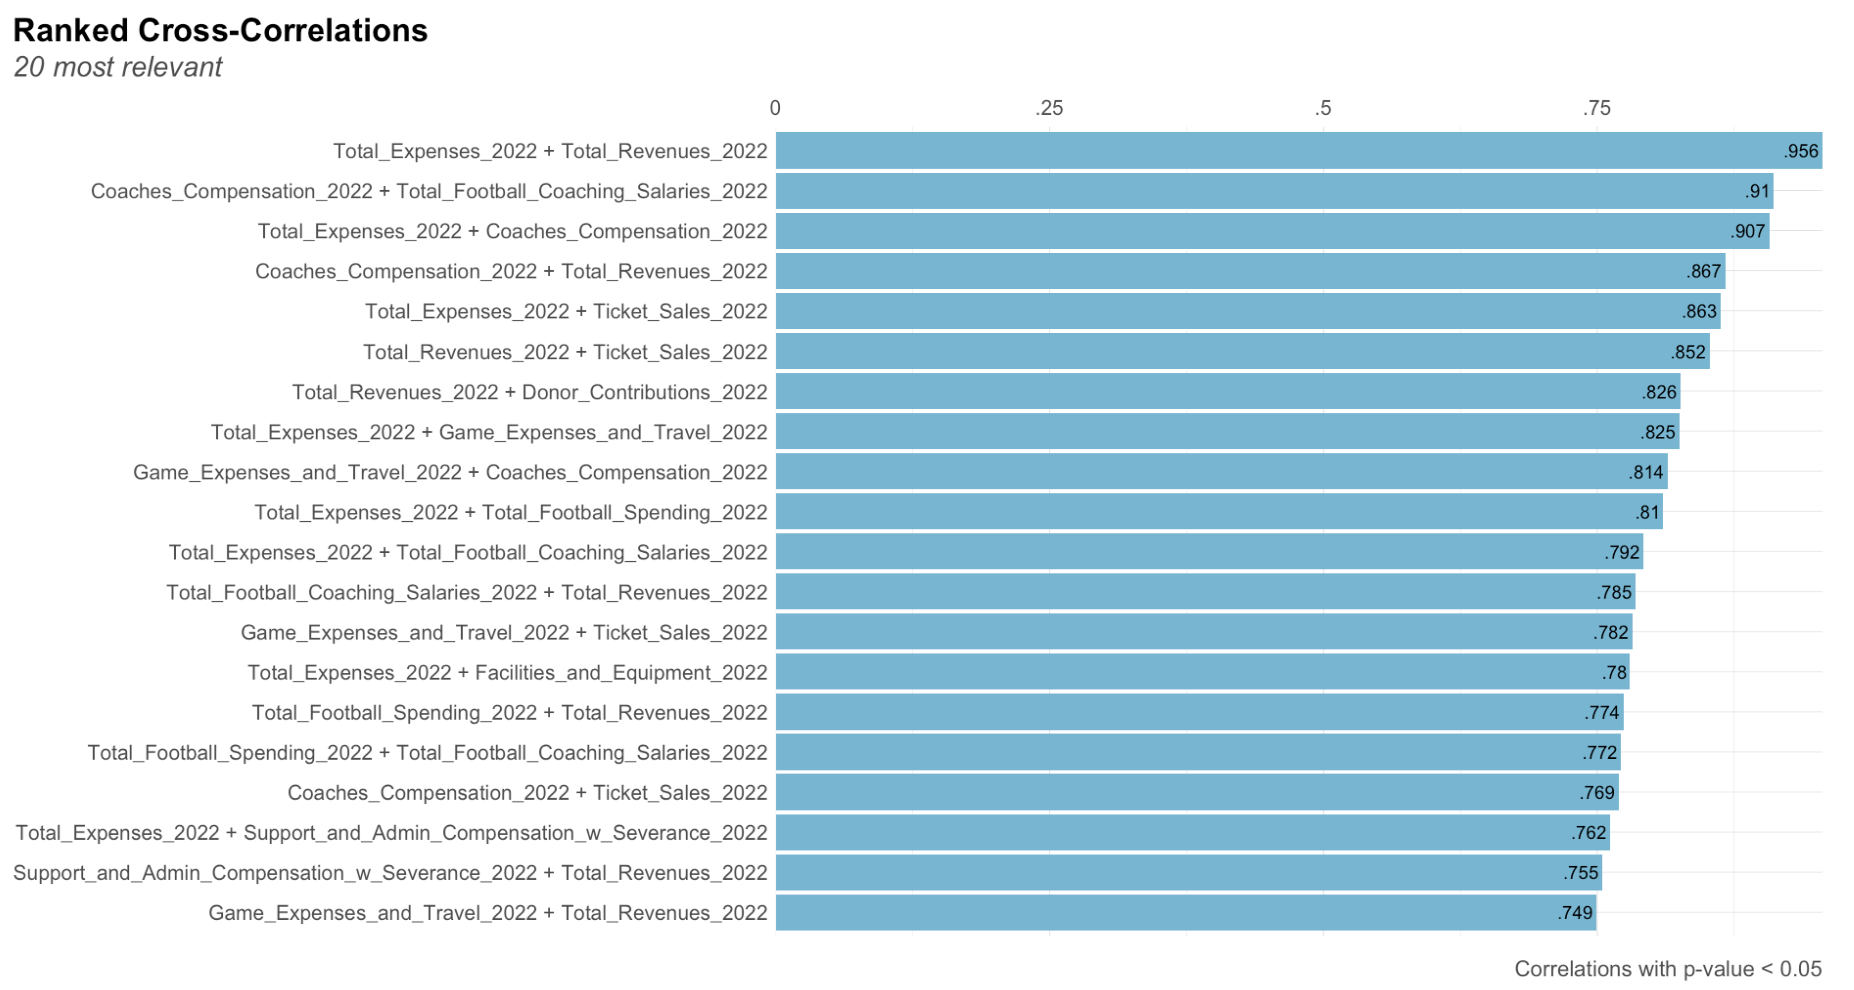 Ranked Cross-Correlations
20 most relevant
0 .25 .5 .75
Total_Expenses_2022 + Total_Revenues_2022 .956
Coaches_Compensation_2022 + Total_Football_Coaching_Salaries_2022 .91
Total_Expenses_2022 + Coaches_Compensation_2022 .907
Coaches_Compensation_2022 + Total_Revenues_2022 .867
Total_Expenses_2022 + Ticket_Sales_2022 .863
Total_Revenues_2022 + Ticket_Sales_2022 .852
Total_Revenues_2022 + Donor_Contributions_2022 .826
Total_Expenses_2022 + Game_Expenses_and_Travel_2022 .825
Game_Expenses_and_Travel_2022 + Coaches_Compensation_2022 .814
Total_Expenses_2022 + Total_Football_Spending_2022 .81
Total_Expenses_2022 + Total_Football_Coaching_Salaries_2022 .792
Total_Football_Coaching_Salaries_2022 + Total_Revenues_2022 .785
Game_Expenses_and_Travel_2022 + Ticket_Sales_2022 .782
Total_Expenses_2022 + Facilities_and_Equipment_2022 .78
Total_Football_Spending_2022 + Total_Revenues_2022 .774
Total_Football_Spending_2022 + Total_Football_Coaching_Salaries_2022 .772
Coaches_Compensation_2022 + Ticket_Sales_2022 .769
Total_Expenses_2022 + Support_and_Admin_Compensation_w_Severance_2022 .762
Support_and_Admin_Compensation_w_Severance_2022 + Total_Revenues_2022 .755
Game_Expenses_and_Travel_2022 + Total_Revenues_2022 .749
Correlations with p-value < 0.05